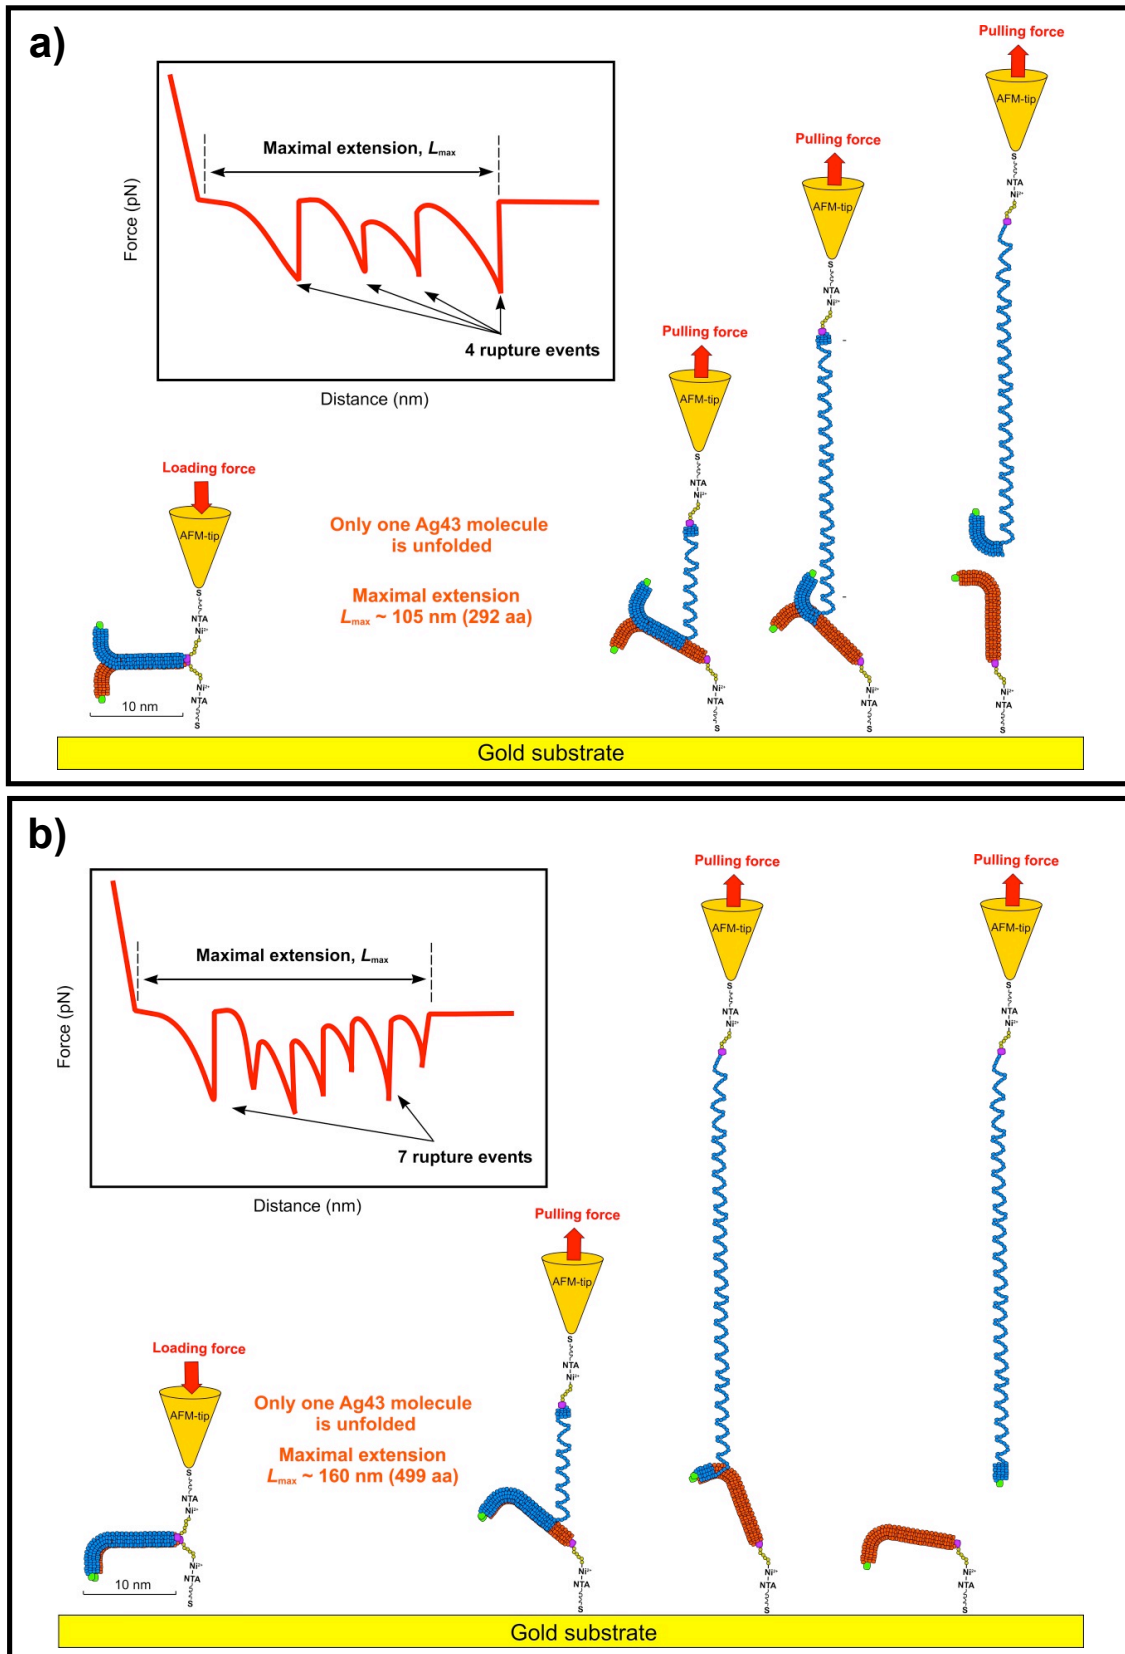 a)
Pulling force
AFM-tip
S
NTA
Ni²⁺
Maximal extension, Lmax
Force (pN)
4 rupture events
Distance (nm)
Pulling force
AFM-tip
S
NTA
Ni²⁺
Pulling force
AFM-tip
S
NTA
Ni²⁺
Loading force
AFM-tip
S
NTA
Ni²⁺
Only one Ag43 molecule
is unfolded
Maximal extension
Lmax ~ 105 nm (292 aa)
10 nm
Ni²⁺
NTA
S
Ni²⁺
NTA
S
Ni²⁺
NTA
S
Ni²⁺
NTA
S
Gold substrate
b)
Pulling force
AFM-tip
S
NTA
Ni²⁺
Pulling force
AFM-tip
S
NTA
Ni²⁺
Maximal extension, Lmax
Force (pN)
7 rupture events
Distance (nm)
Pulling force
AFM-tip
S
NTA
Ni²⁺
Loading force
AFM-tip
S
NTA
Ni²⁺
Only one Ag43 molecule
is unfolded
Maximal extension
Lmax ~ 160 nm (499 aa)
10 nm
Ni²⁺
NTA
S
Ni²⁺
NTA
S
Ni²⁺
NTA
S
Ni²⁺
NTA
S
Gold substrate